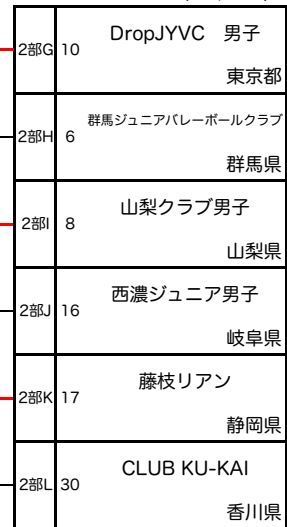 2部G 10 DropJYVC　男子
東京都
2部H 6 群馬ジュニアバレーボールクラブ
群馬県
2部I 8 山梨クラブ男子
山梨県
2部J 16 西濃ジュニア男子
岐阜県
2部K 17 藤枝リアン
静岡県
2部L 30 CLUB KU-KAI
香川県